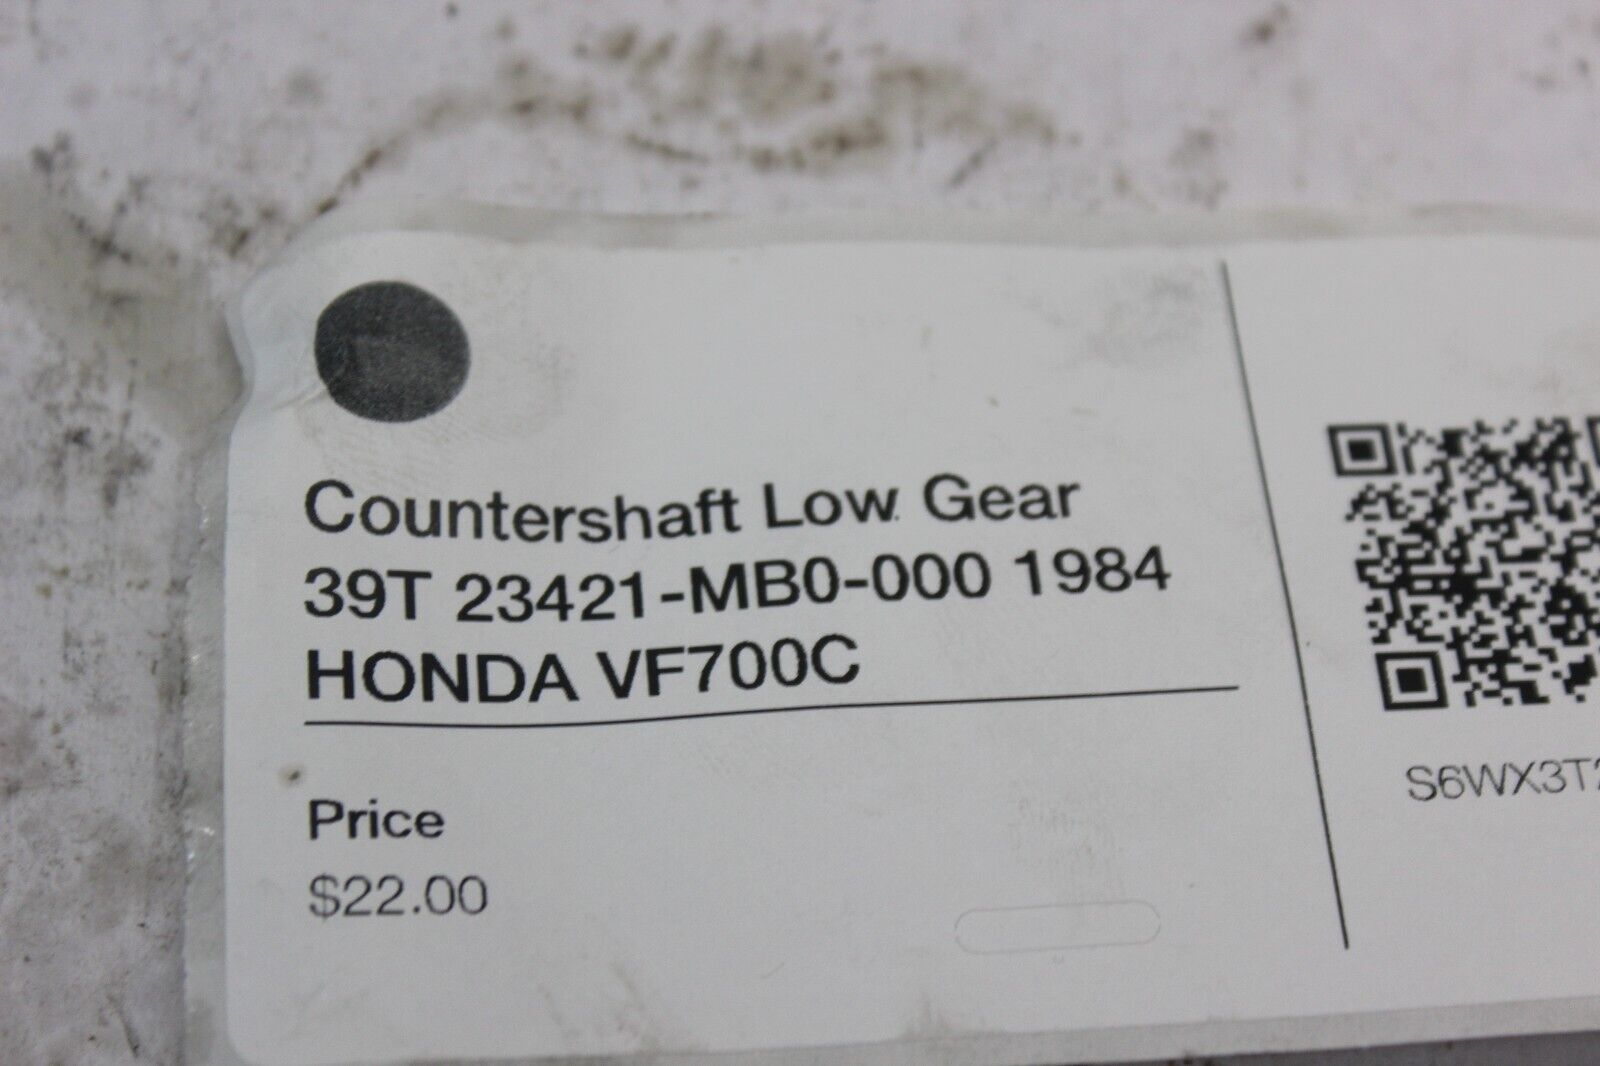 Countershaft Low Gear
39T 23421-MB0-000 1984
HONDA VF700C
Price
$22.00